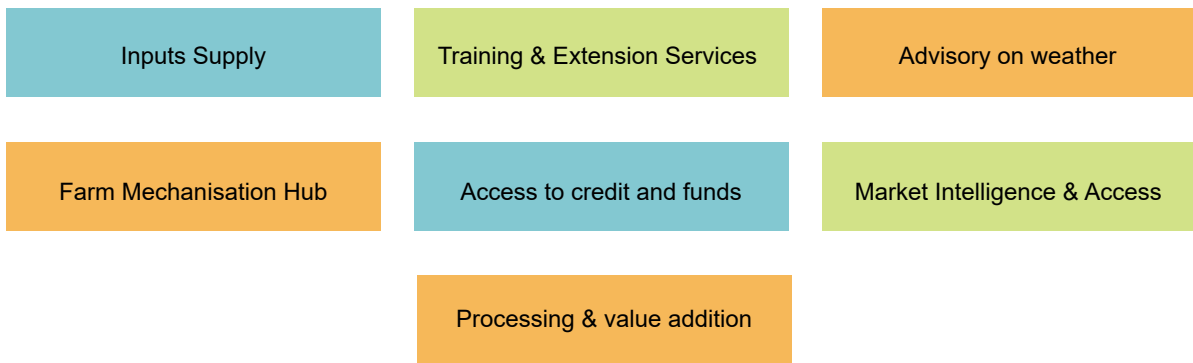 Inputs Supply
Training & Extension Services
Advisory on weather
Farm Mechanisation Hub
Access to credit and funds
Market Intelligence & Access
Processing & value addition